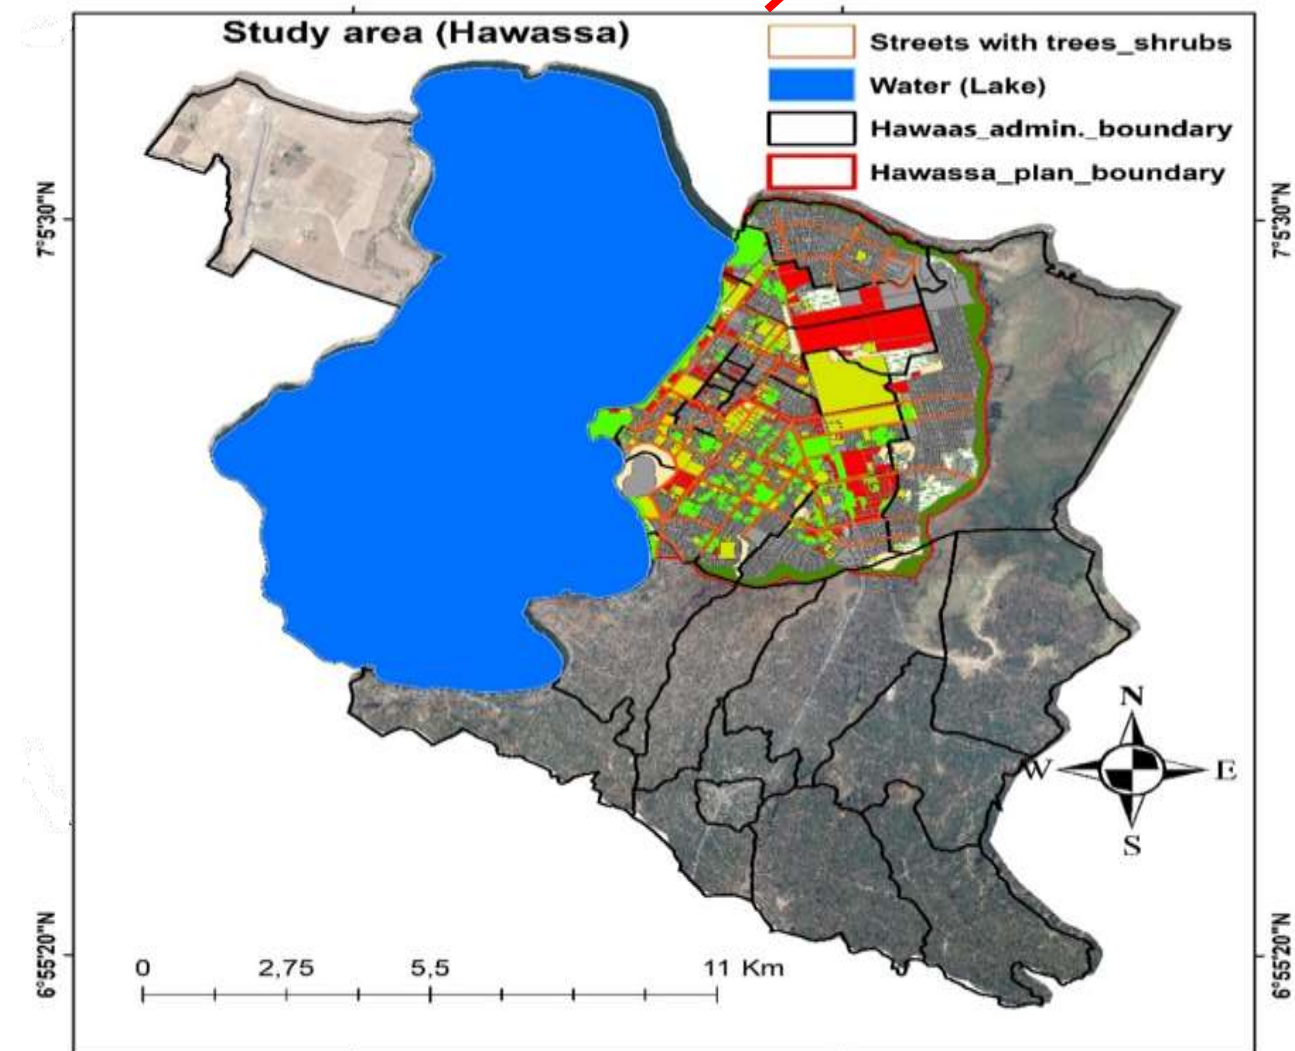 Study area (Hawassa)
Streets with trees_shrubs
Water (Lake)
Hawaas_admin._boundary
Hawassa_plan_boundary
7°5'30"N
7°5'30"N
N
W
E
S
6°55'20"N
6°55'20"N
0 2,75 5,5 11 Km